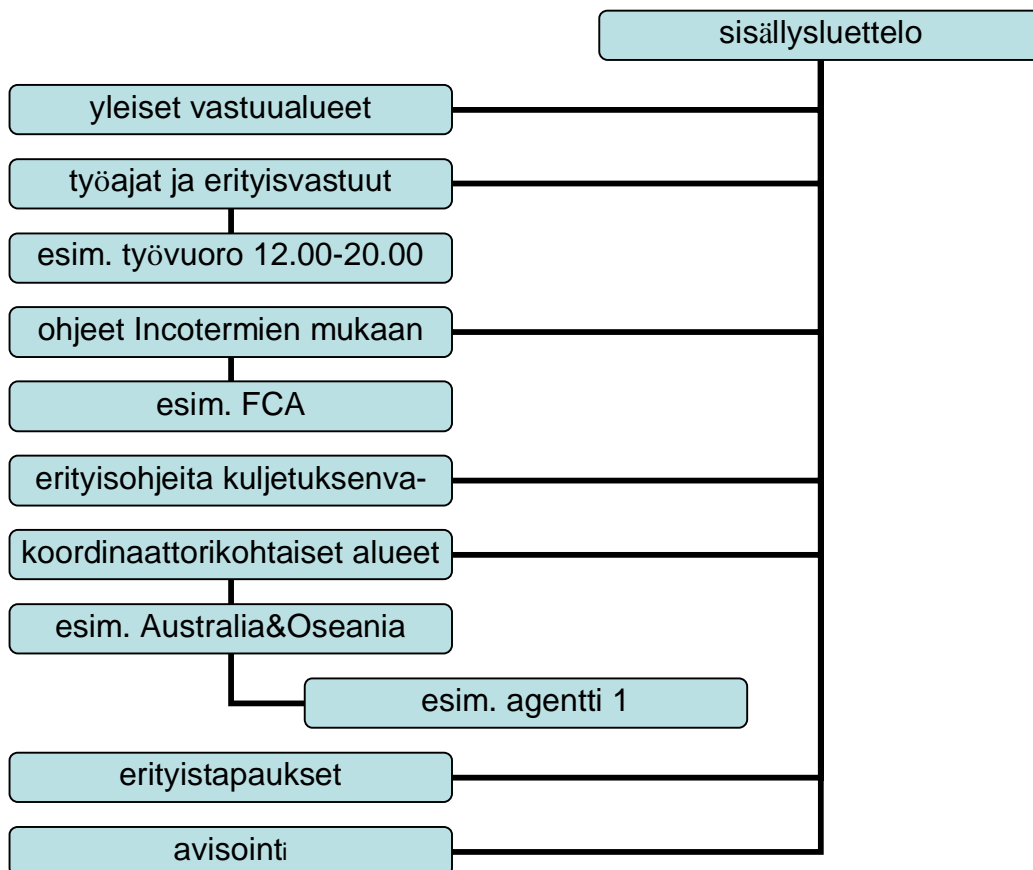 sisällysluettelo
yleiset vastuualueet
työajat ja erityisvastuut
esim. työvuoro 12.00-20.00
ohjeet Incotermien mukaan
esim. FCA
erityisohjeita kuljetuksenva-
koordinaattorikohtaiset alueet
esim. Australia&Oseania
esim. agentti 1
erityistapaukset
avisointi